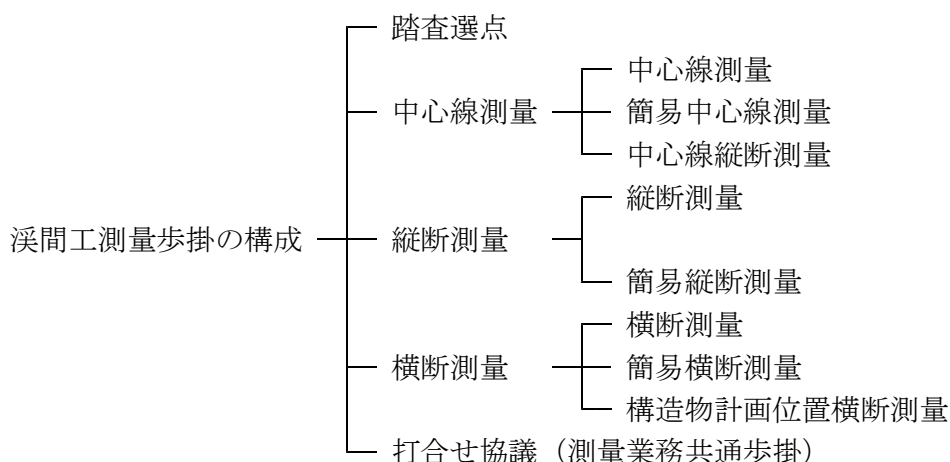 踏査選点
中心線測量
簡易中心線測量
中心線測量
中心線縦断測量
縦断測量
渓間工測量歩掛の構成
縦断測量
簡易縦断測量
横断測量
横断測量
簡易横断測量
構造物計画位置横断測量
打合せ協議（測量業務共通歩掛）